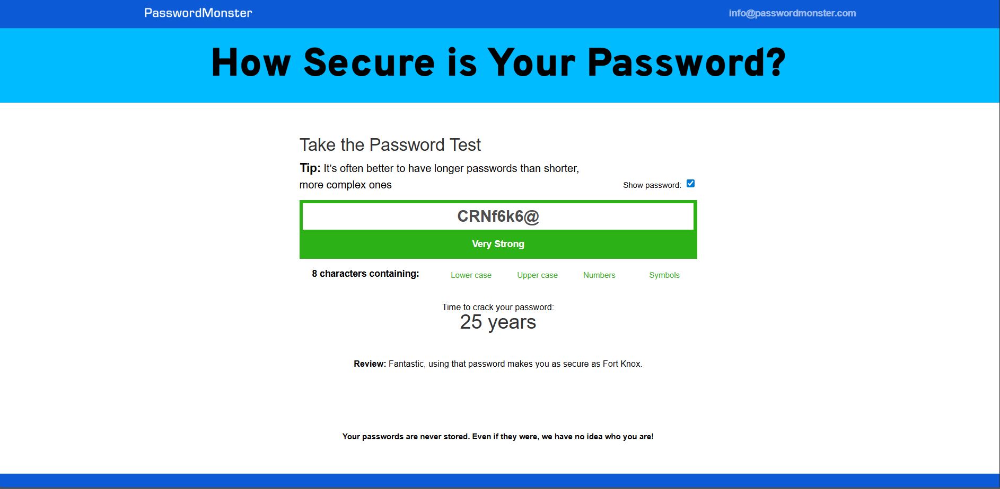 PasswordMonster
info@passwordmonster.com
How Secure is Your Password?
Take the Password Test
Tip: It’s often better to have longer passwords than shorter,
more complex ones
Show password:
CRNf6k6@
Very Strong
8 characters containing: Lower case Upper case Numbers Symbols
Time to crack your password:
25 years
Review: Fantastic, using that password makes you as secure as Fort Knox.
Your passwords are never stored. Even if they were, we have no idea who you are!